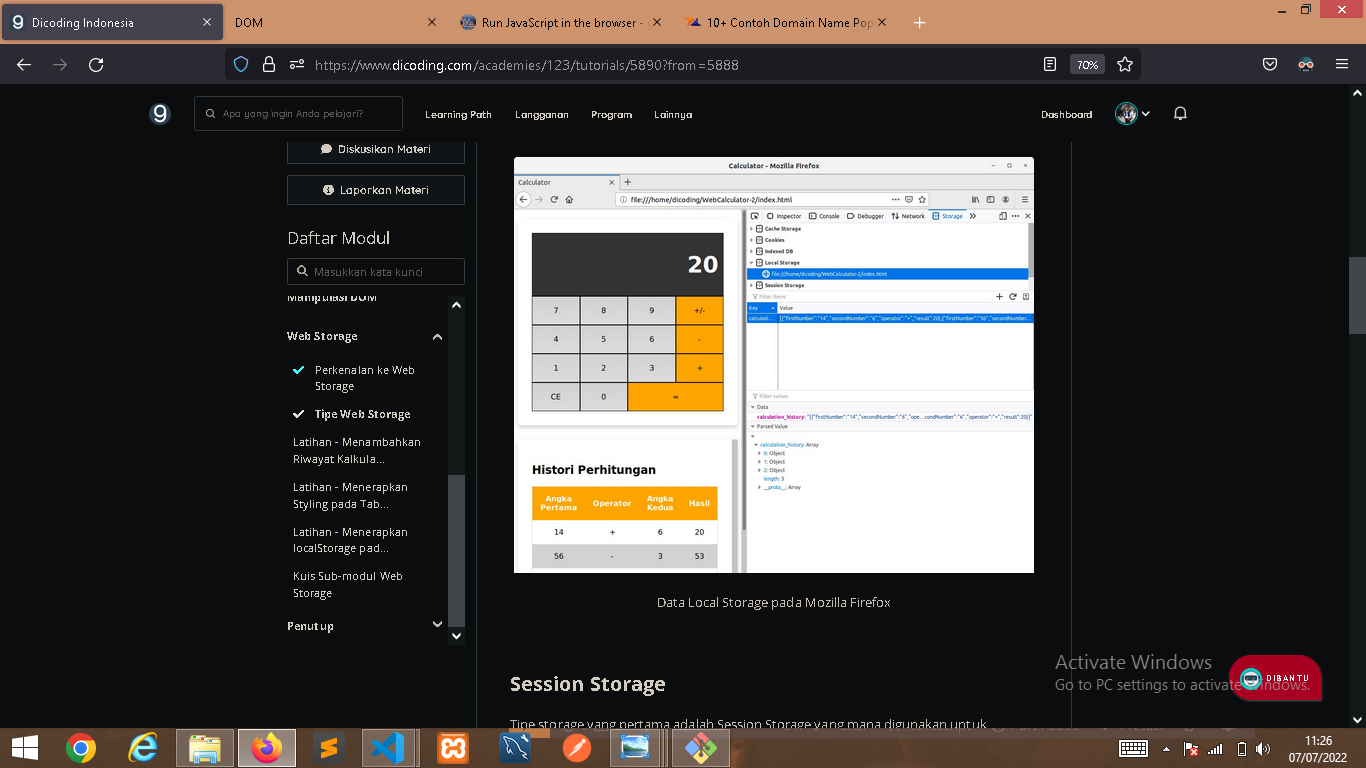 Dicoding Indonesia
DOM
Run JavaScript in the browser -
10+ Contoh Domain Name Pop
https://www.dicoding.com/academies/123/tutorials/5890?from=5888
70%
Apa yang ingin Anda pelajari?
Learning Path
Langganan
Program
Lainnya
Dashboard
Diskusikan Materi
Laporkan Materi
Daftar Modul
Masukkan kata kunci
Manipulasi DOM
Web Storage
Perkenalan ke Web
Storage
Tipe Web Storage
Latihan - Menambahkan
Riwayat Kalkula...
Latihan - Menerapkan
Styling pada Tab...
Latihan - Menerapkan
localStorage pad...
Kuis Sub-modul Web
Storage
Penutup
Calculator - Mozilla Firefox
Calculator
file:///home/dicoding/WebCalculator-2/index.html
20
7 8 9 +/-
4 5 6 -
1 2 3 +
CE 0 =
Histori Perhitungan
Angka Pertama Operator Angka Kedua Hasil
14 + 6 20
56 - 3 53
Inspector Console Debugger Network Storage
Cache Storage
Cookies
Indexed DB
Local Storage
file:///home/dicoding/WebCalculator-2/index.html
Session Storage
Filter items
Key Value
calculati... [{"firstNumber":"14","secondNumber":"6","operator":"+","result":20},{"firstNumber":"56","secondNumber...
Filter values
Data
calculation_history: "[{"firstNumber":"14","secondNumber":"6","ope...condNumber":"6","operator":"+","result":20}]"
Parsed Value
calculation_history: Array
0: Object
1: Object
2: Object
length: 3
__proto__: Array
Data Local Storage pada Mozilla Firefox
Session Storage
Tipe storage yang pertama adalah Session Storage yang mana digunakan untuk
Activate Windows
Go to PC settings to activate Windows.
DIBANTU
11:26
07/07/2022